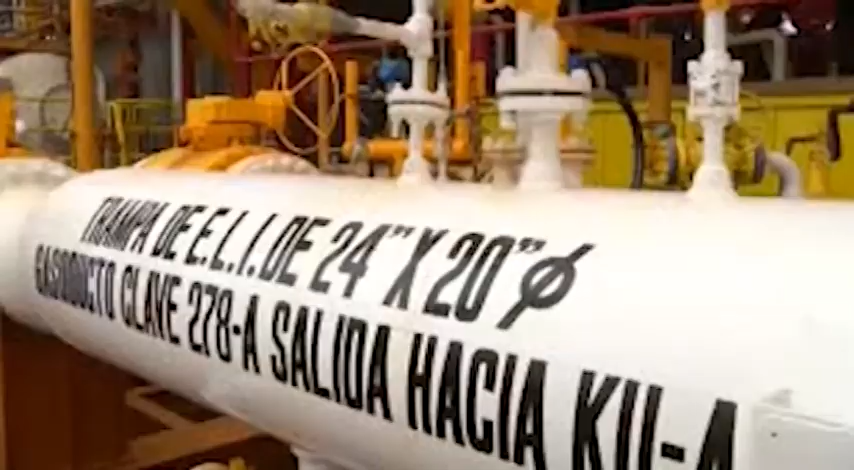 TRAMPA DE E.L.I. DE 24" X 20" Ø
GASODUCTO CLAVE 278-A SALIDA HACIA KU-A